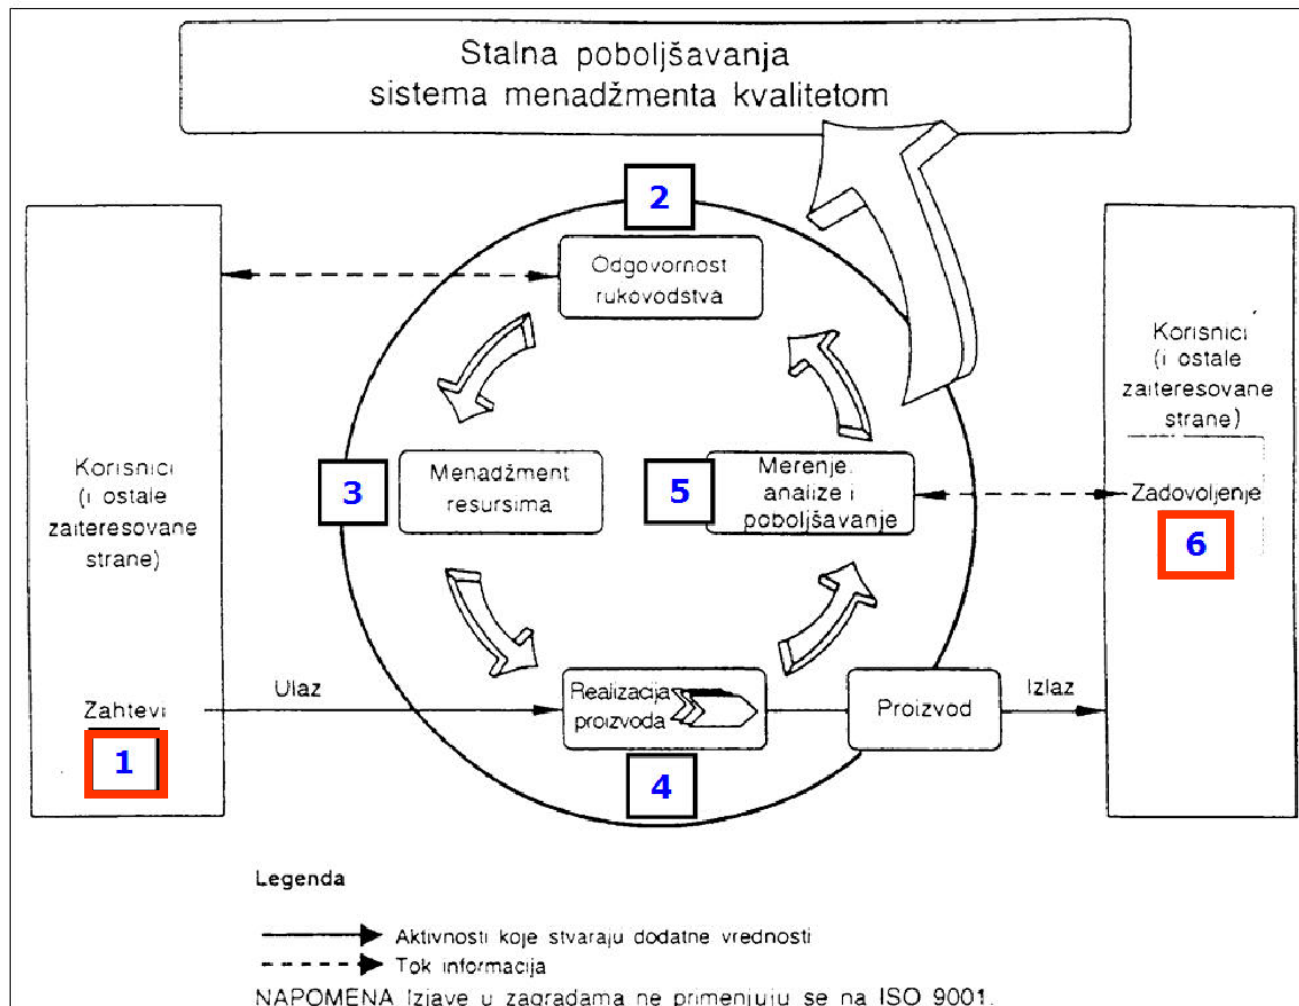 Stalna poboljšavanja
sistema menadžmenta kvalitetom
2
Odgovornost
rukovodstva
Korisnici
(i ostale
zaiteresovane
strane)
Korisnici
(i ostale
zaiteresovane
strane)
3
Menadžment
resursima
5
Merenje,
analize i
poboljšavanje
Zadovoljenje
6
Zahtevi
1
Ulaz
Realizacija
proizvoda
4
Proizvod
Izlaz
Legenda
Aktivnosti koje stvaraju dodatne vrednosti
Tok informacija
NAPOMENA Izjave u zagradama ne primenjuju se na ISO 9001.